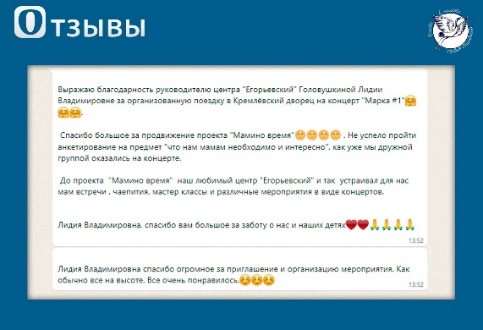 Отзывы
Выражаю благодарность руководителю центра "Егорьевский" Головушкиной Лидии
Владимировне за организованную поездку в Кремлёвский дворец на концерт "Марка #1"🤗
🤗🤗.
Спасибо большое за продвижение проекта "Мамино время"😊😊😊😊. Не успело пройти
анкетирование на предмет "что нам мамам необходимо и интересно", как уже мы дружной
группой оказались на концерте.
До проекта "Мамино время" наш любимый центр "Егорьевский" и так устраивал для нас
мам встречи , чаепития, мастер классы и различные мероприятия в виде концертов.
Лидия Владимировна, спасибо вам большое за заботу о нас и наших детях❤❤🙏🙏🙏🙏
13:52
Лидия Владимировна спасибо огромное за приглашение и организацию мероприятия. Как
обычно все на высоте. Все очень понравилось☺☺☺
13:52